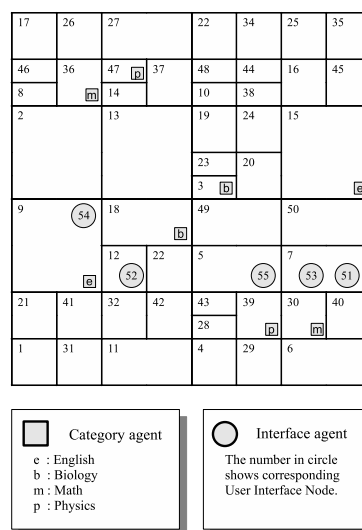 17 26 27 22 34 25 35
46 36 47 p 37 48 44 16 45
8 m 14 10 38
2 13 19 24 15
23 20
3 b e
9 54 18 49 50
b
12 22 5 7
e 52 55 53 51
21 41 32 42 43 39 30 40
28 p m
1 31 11 4 29 6
Category agent
e : English
b : Biology
m : Math
p : Physics
Interface agent
The number in circle
shows corresponding
User Interface Node.